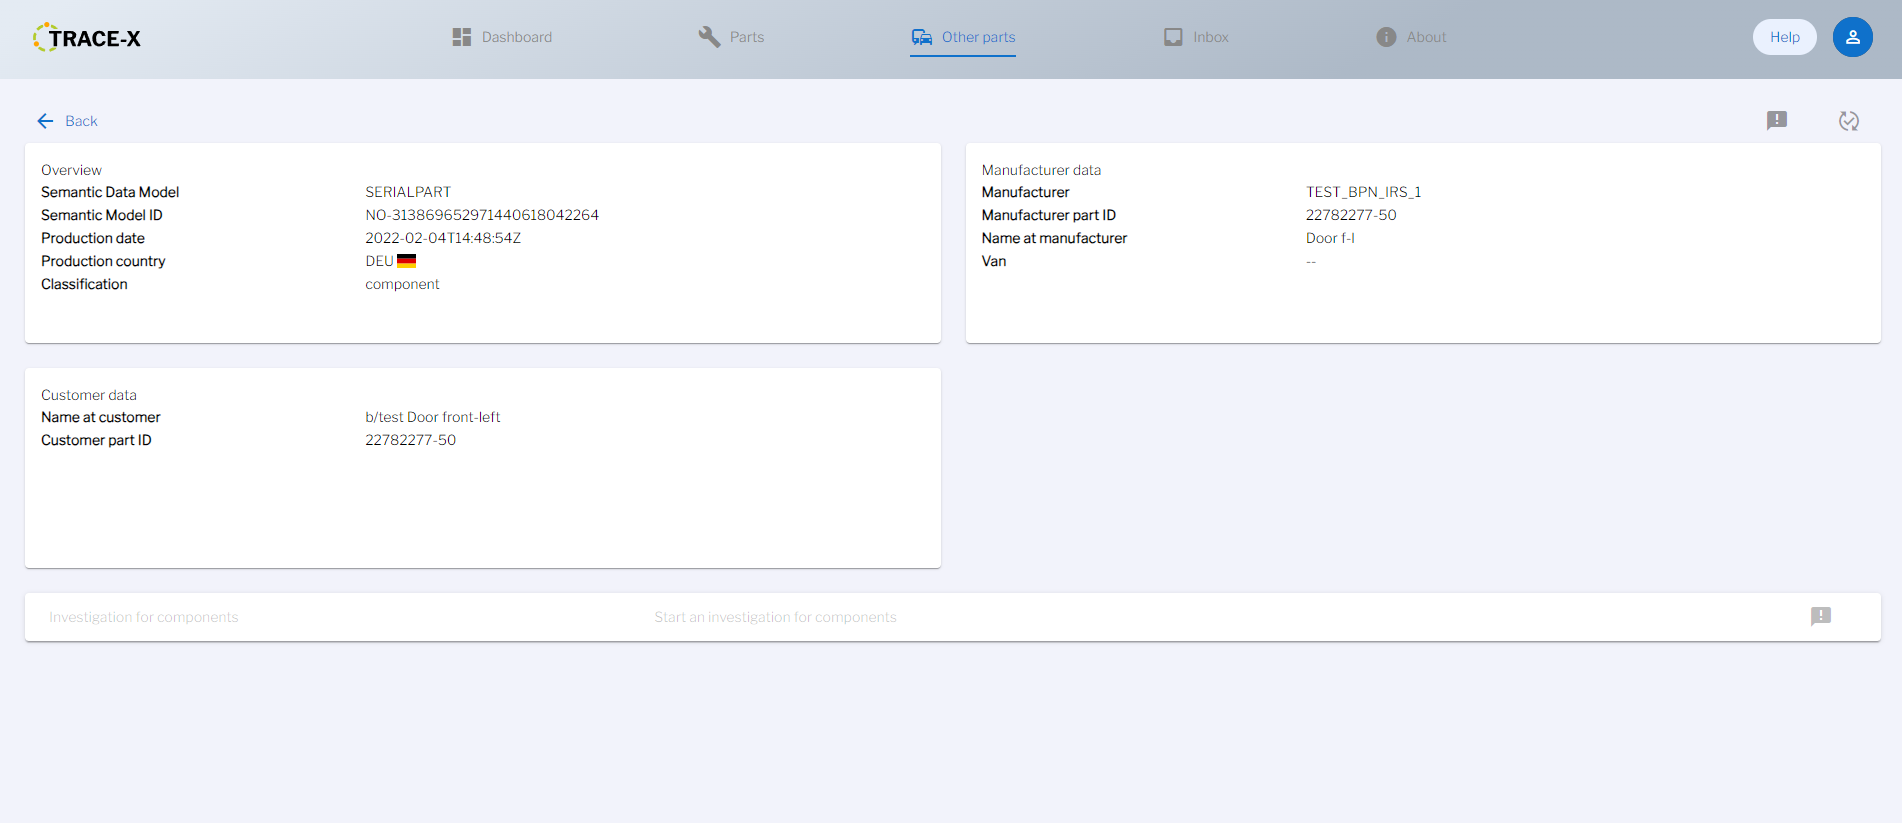 TRACE-X
Dashboard
Parts
Other parts
Inbox
About
Help
Back
Overview
Semantic Data Model SERIALPART
Semantic Model ID NO-313869652971440618042264
Production date 2022-02-04T14:48:54Z
Production country DEU
Classification component
Manufacturer data
Manufacturer TEST_BPN_IRS_1
Manufacturer part ID 22782277-50
Name at manufacturer Door f-l
Van --
Customer data
Name at customer b/test Door front-left
Customer part ID 22782277-50
Investigation for components Start an investigation for components